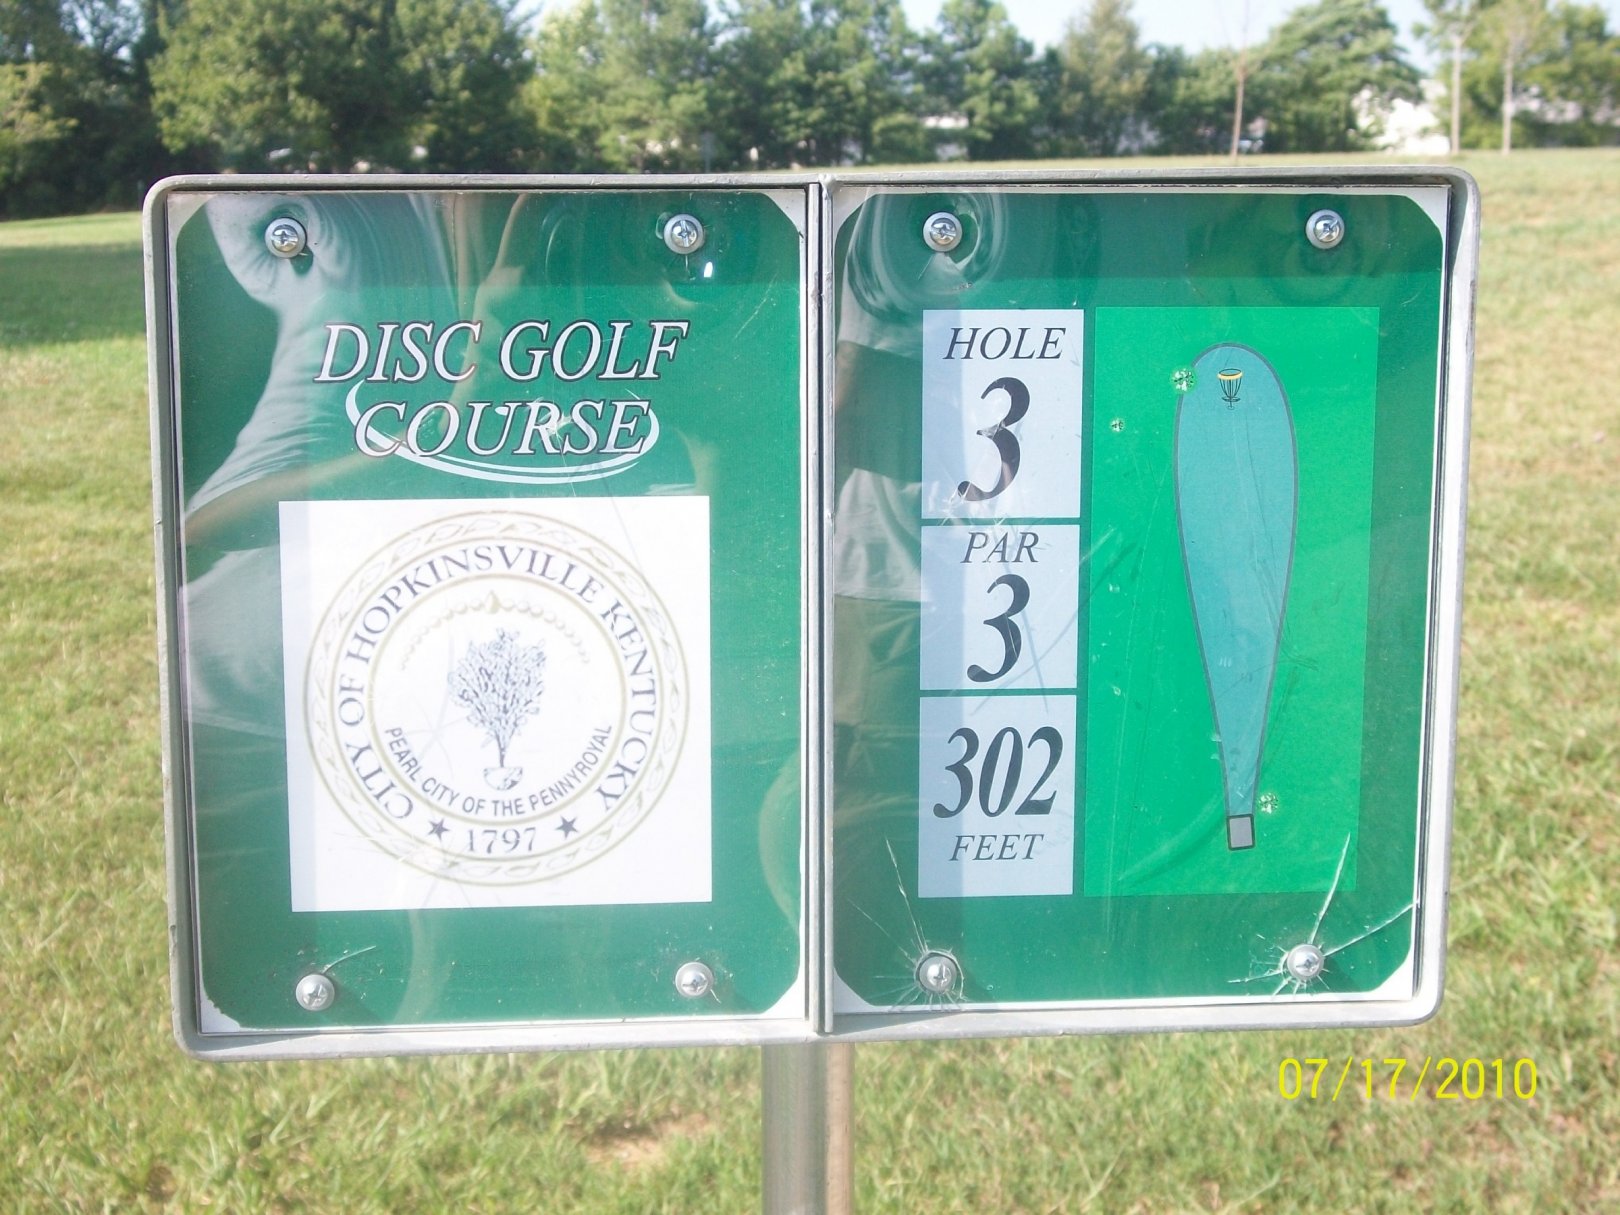 DISC GOLF
COURSE
CITY OF HOPKINSVILLE KENTUCKY
PEARL CITY OF THE PENNYROYAL
★ 1797 ★
HOLE
3
PAR
3
302
FEET
07/17/2010